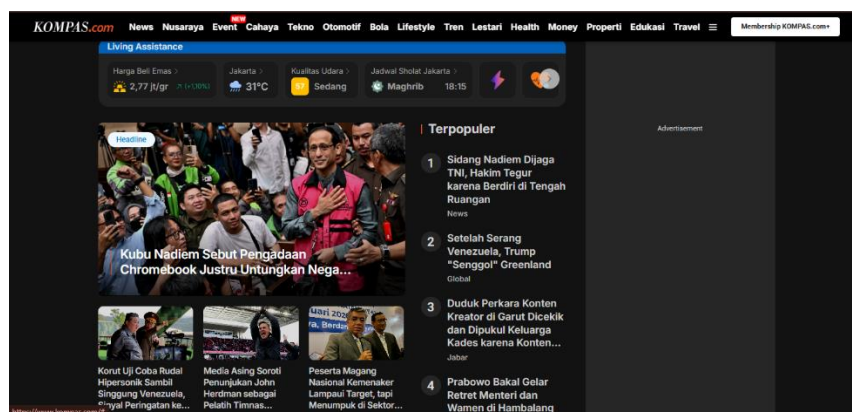 KOMPAS.com News Nusaraya Event NEW Cahaya Tekno Otomotif Bola Lifestyle Tren Lestari Health Money Properti Edukasi Travel Membership KOMPAS.com+
Living Assistance
Harga Beli Emas >
2,77 jt/gr
Jakarta >
31°C
Kualitas Udara >
57 Sedang
Jadwal Sholat Jakarta >
Maghrib 18:15
Headline
Kubu Nadiem Sebut Pengadaan
Chromebook Justru Untungkan Nega...
Korut Uji Coba Rudal
Hipersonik Sambil
Singgung Venezuela,
Sinyal Peringatan ke...
Media Asing Soroti
Penunjukan John
Herdman sebagai
Pelatih Timnas...
Peserta Magang
Nasional Kemenaker
Lampaui Target, tapi
Menumpuk di Sektor...
Terpopuler
1 Sidang Nadiem Dijaga
TNI, Hakim Tegur
karena Berdiri di Tengah
Ruangan
News
2 Setelah Serang
Venezuela, Trump
"Senggol" Greenland
Global
3 Duduk Perkara Konten
Kreator di Garut Dicekik
dan Dipukul Keluarga
Kades karena Konten...
Jabar
4 Prabowo Bakal Gelar
Retret Menteri dan
Wamen di Hambalang
Advertisement